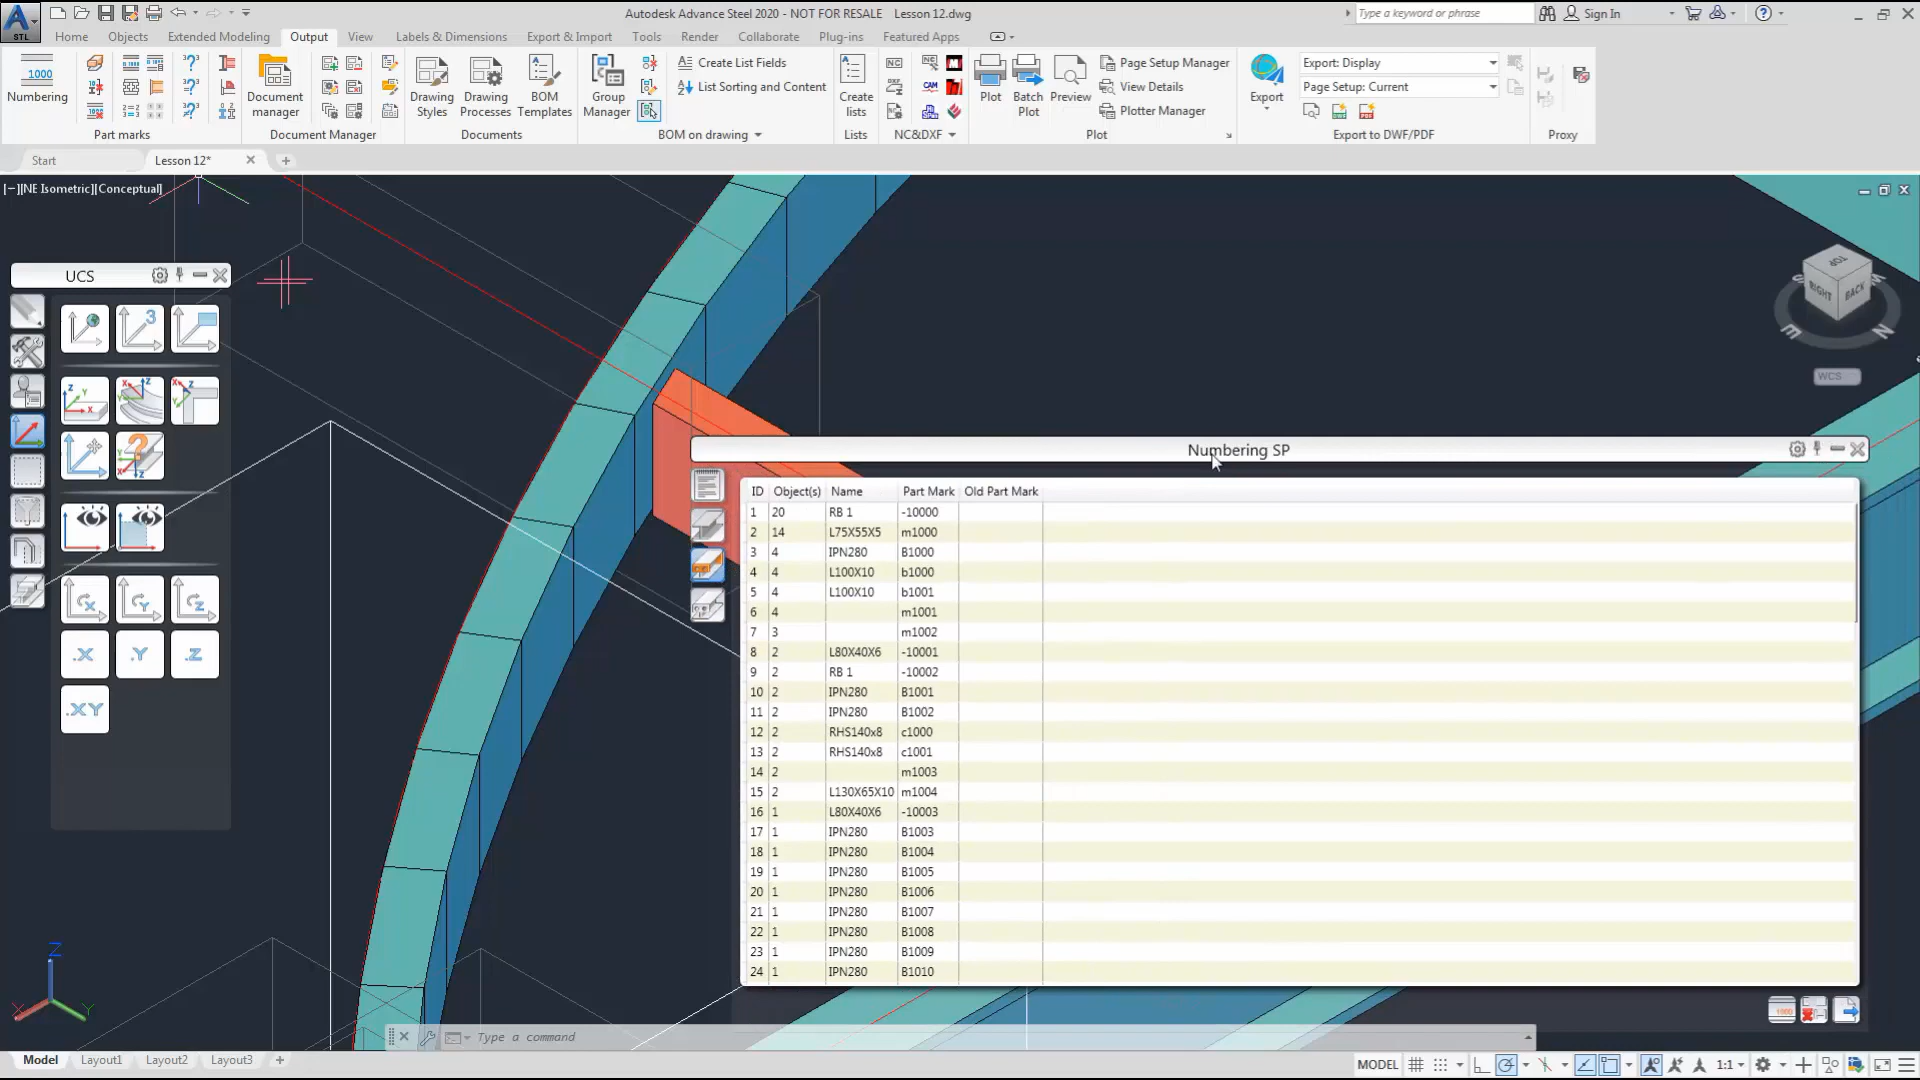 Autodesk Advance Steel 2020 - NOT FOR RESALE Lesson 12.dwg
Type a keyword or phrase
Sign In
STL
Home Objects Extended Modeling Output View Labels & Dimensions Export & Import Tools Render Collaborate Plug-ins Featured Apps
Numbering
Part marks
Document manager
Document Manager
Drawing Styles
Drawing Processes
BOM Templates
Documents
Group Manager
Create List Fields
List Sorting and Content
BOM on drawing
Create lists
Lists
NC&DXF
Plot
Batch Plot
Preview
Page Setup Manager
View Details
Plotter Manager
Plot
Export
Export: Display
Page Setup: Current
Export to DWF/PDF
Proxy
Start
Lesson 12*
[−][NE Isometric][Conceptual]
UCS
.X .Y .Z
.XY
TOP
RIGHT
BACK
E
N
WCS
Numbering SP
ID Object(s) Name Part Mark Old Part Mark
1 20 RB 1 -10000
2 14 L75X55X5 m1000
3 4 IPN280 B1000
4 4 L100X10 b1000
5 4 L100X10 b1001
6 4 m1001
7 3 m1002
8 2 L80X40X6 -10001
9 2 RB 1 -10002
10 2 IPN280 B1001
11 2 IPN280 B1002
12 2 RHS140x8 c1000
13 2 RHS140x8 c1001
14 2 m1003
15 2 L130X65X10 m1004
16 1 L80X40X6 -10003
17 1 IPN280 B1003
18 1 IPN280 B1004
19 1 IPN280 B1005
20 1 IPN280 B1006
21 1 IPN280 B1007
22 1 IPN280 B1008
23 1 IPN280 B1009
24 1 IPN280 B1010
Z
X
Y
Type a command
Model Layout1 Layout2 Layout3
MODEL
1:1